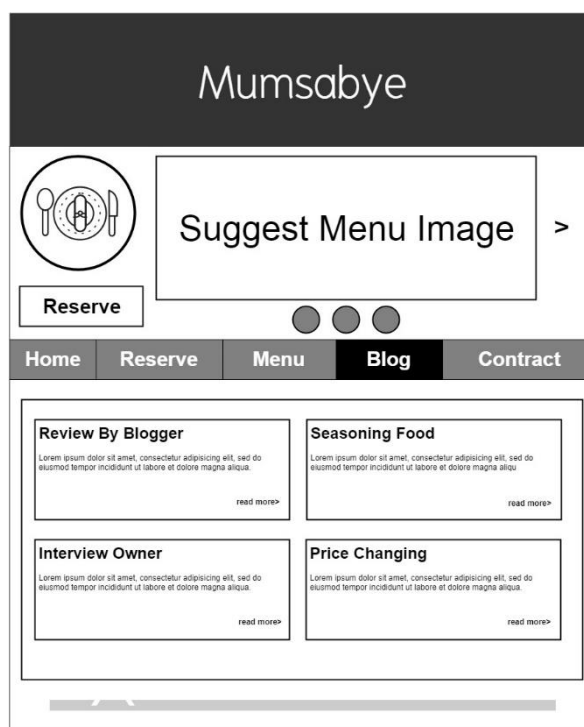 Mumsabye
Suggest Menu Image
>
Reserve
Home
Reserve
Menu
Blog
Contract
Review By Blogger
Lorem ipsum dolor sit amet, consectetur adipisicing elit, sed do
eiusmod tempor incididunt ut labore et dolore magna aliqua.
read more>
Seasoning Food
Lorem ipsum dolor sit amet, consectetur adipisicing elit, sed do
eiusmod tempor incididunt ut labore et dolore magna aliqu
read more>
Interview Owner
Lorem ipsum dolor sit amet, consectetur adipisicing elit, sed do
eiusmod tempor incididunt ut labore et dolore magna aliqua.
read more>
Price Changing
Lorem ipsum dolor sit amet, consectetur adipisicing elit, sed do
eiusmod tempor incididunt ut labore et dolore magna aliqua.
read more>